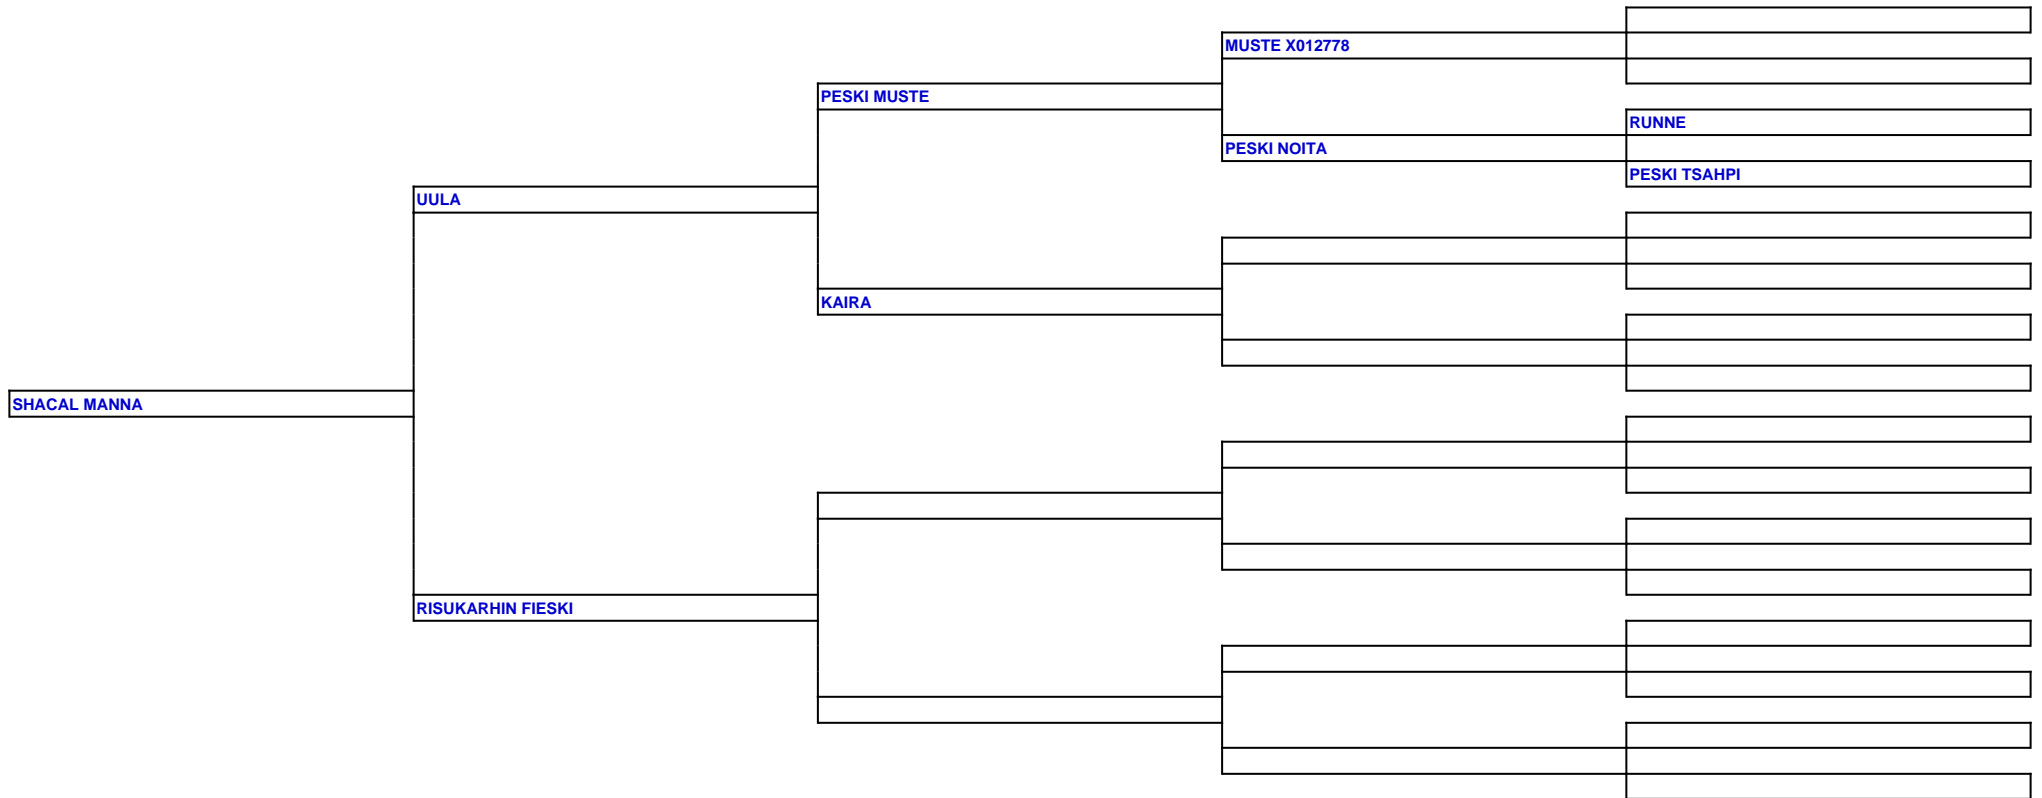 MUSTE X012778
PESKI MUSTE
RUNNE
PESKI NOITA
PESKI TSAHPI
UULA
KAIRA
SHACAL MANNA
RISUKARHIN FIESKI